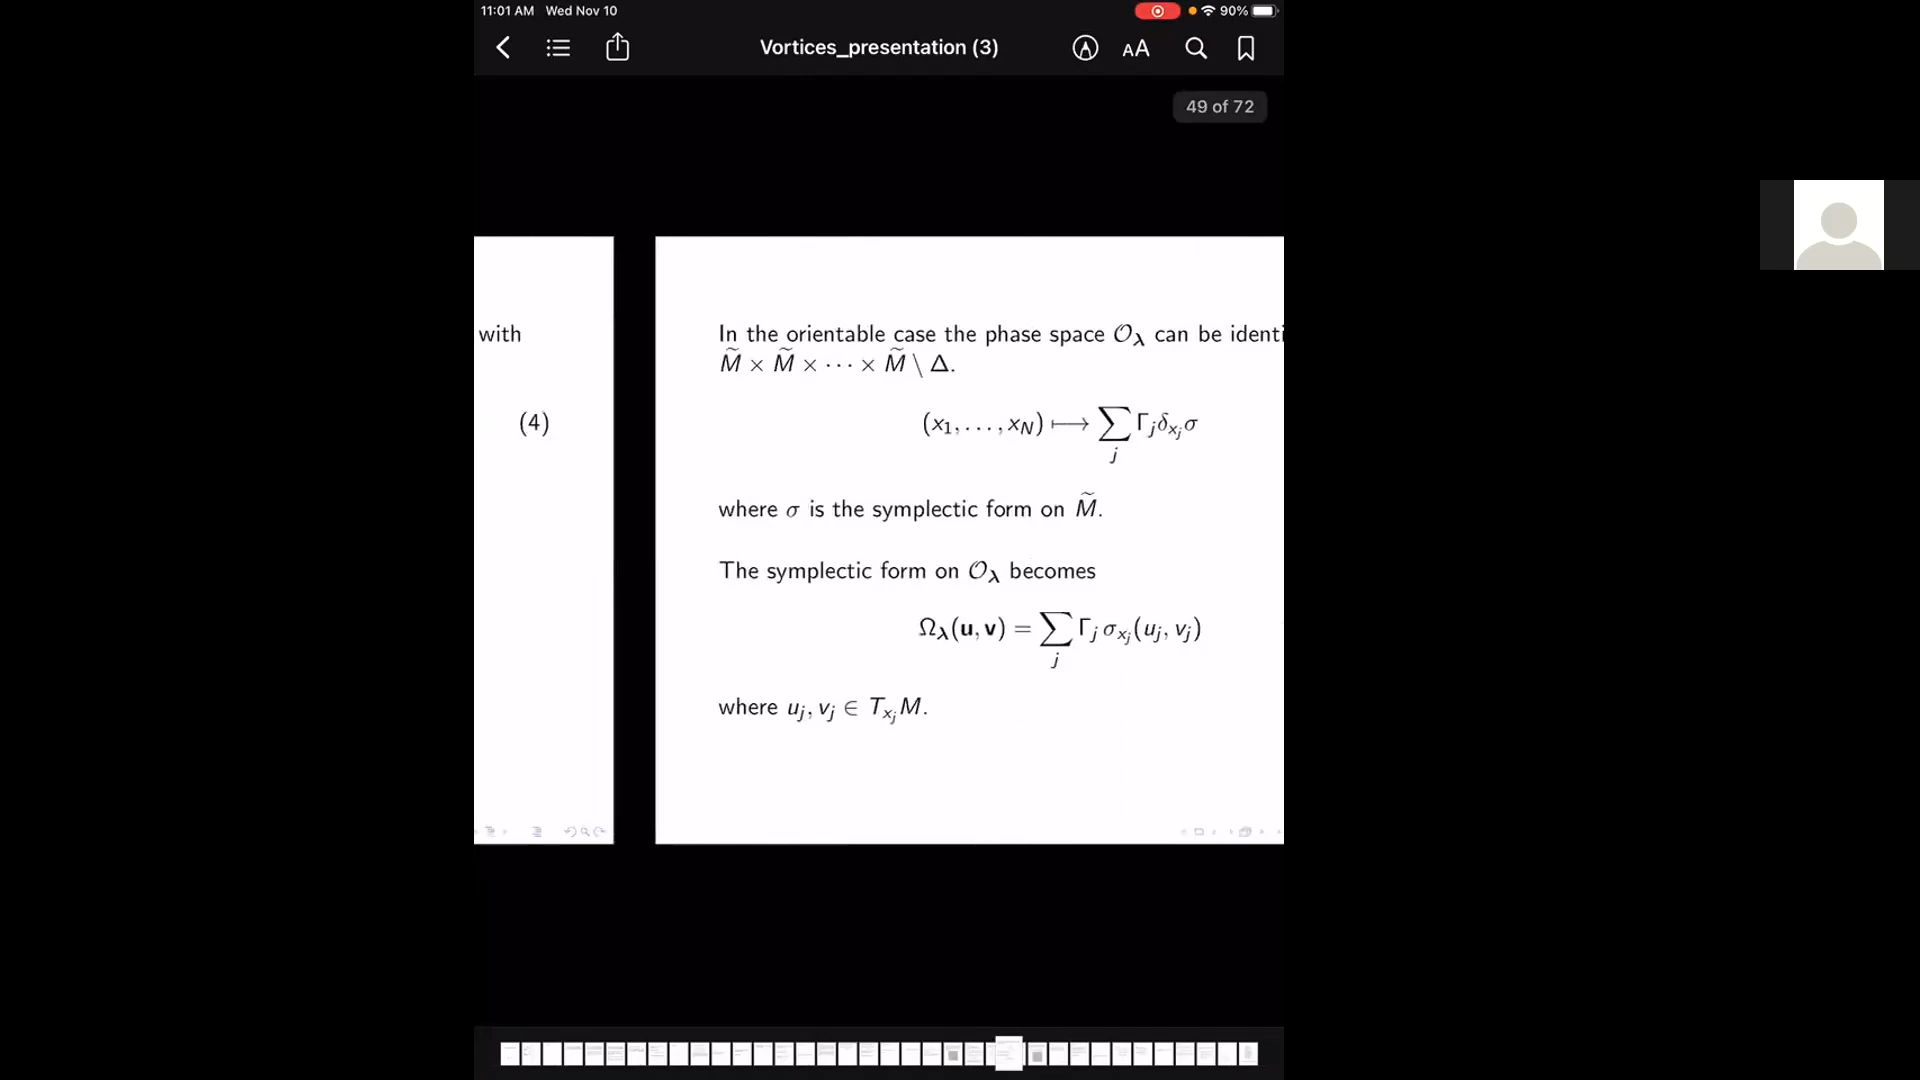 11:01 AM Wed Nov 10
90%
Vortices_presentation (3)
AA
49 of 72
with
(4)
In the orientable case the phase space 𝒪_λ can be identi
M̃ × M̃ × ⋯ × M̃ \ Δ.
(x₁, …, x_N) ⟼ ∑_j Γ_j δ_{x_j} σ
where σ is the symplectic form on M̃.
The symplectic form on 𝒪_λ becomes
Ω_λ(u, v) = ∑_j Γ_j σ_{x_j}(u_j, v_j)
where u_j, v_j ∈ T_{x_j}M.